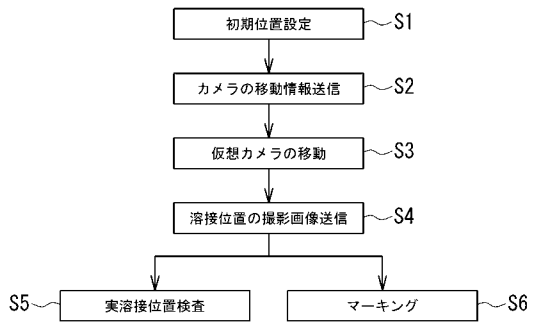 初期位置設定 S1
カメラの移動情報送信 S2
仮想カメラの移動 S3
溶接位置の撮影画像送信 S4
S5 実溶接位置検査
マーキング S6